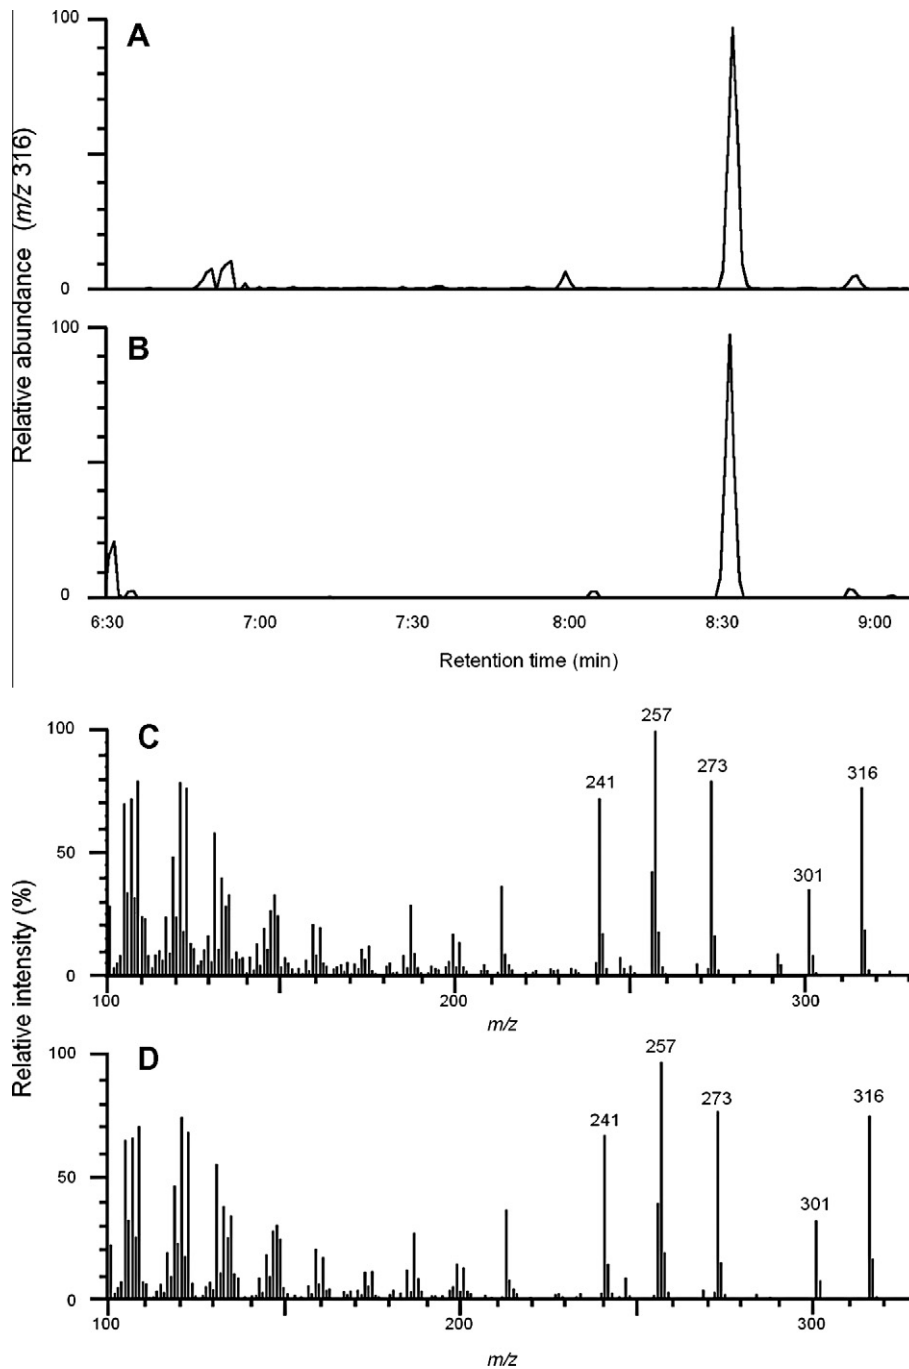 100
A
0
Relative abundance (m/z 316)
100
B
0
6:30 7:00 7:30 8:00 8:30 9:00
Retention time (min)
100
C
257
241
273
316
301
50
0
Relative intensity (%)
100 200 300
m/z
100
D
257
241
273
316
301
50
0
100 200 300
m/z